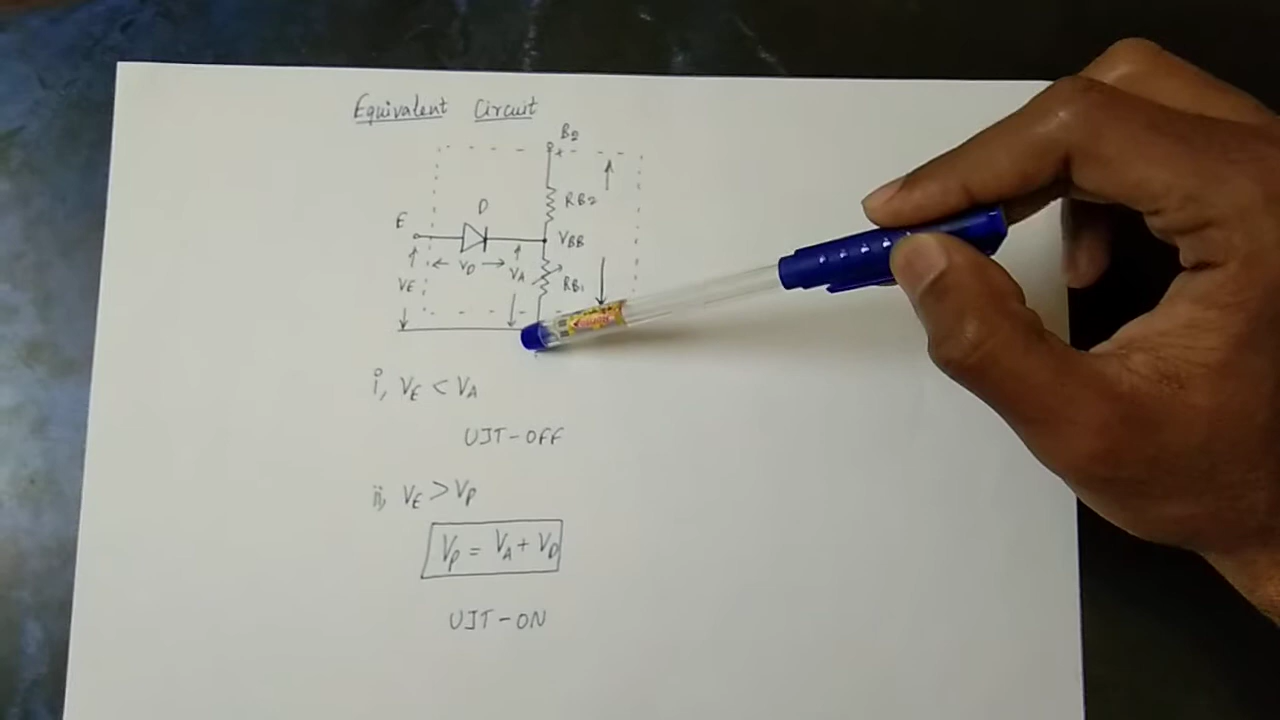 Equivalent Circuit
B2
+
RB2
D
E
VBB
VD
VA
VE
RB1
i, VE < VA
UJT-OFF
ii, VE > VP
VP = VA + VD
UJT-ON